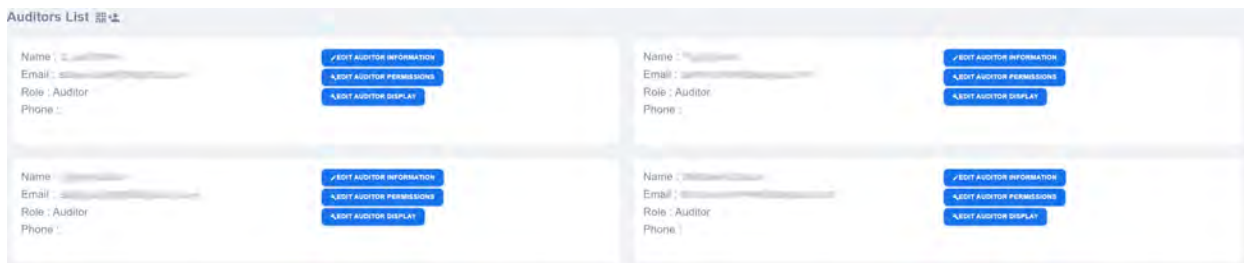 Auditors List
Name :
EDIT AUDITOR INFORMATION
Email :
EDIT AUDITOR PERMISSIONS
Role : Auditor
EDIT AUDITOR DISPLAY
Phone :
Name :
EDIT AUDITOR INFORMATION
Email :
EDIT AUDITOR PERMISSIONS
Role : Auditor
EDIT AUDITOR DISPLAY
Phone :
Name :
EDIT AUDITOR INFORMATION
Email :
EDIT AUDITOR PERMISSIONS
Role : Auditor
EDIT AUDITOR DISPLAY
Phone :
Name :
EDIT AUDITOR INFORMATION
Email :
EDIT AUDITOR PERMISSIONS
Role : Auditor
EDIT AUDITOR DISPLAY
Phone :